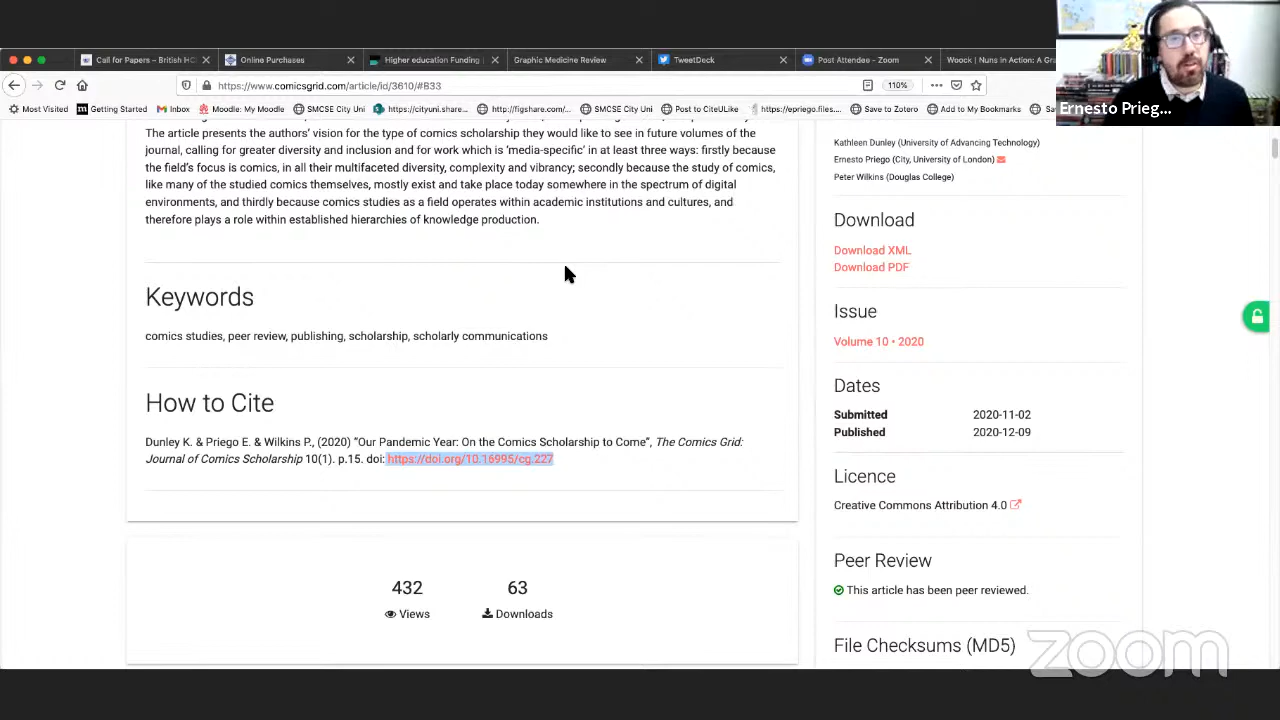 Call for Papers – British HC
Online Purchases
Higher education Funding
Graphic Medicine Review
TweetDeck
Post Attendee - Zoom
Woock | Nuns in Action: A Gra
https://www.comicsgrid.com/article/id/3610/#B33
110%
Most Visited
Getting Started
Inbox
Moodle: My Moodle
SMCSE City
cityuni.sharep...
http://figshare.com/...
SMCSE City Uni
Post to CiteULike
https://epriego.files...
Save to Zotero
Add to My Bookmarks
Ernesto Prieg...
The article presents the authors' vision for the type of comics scholarship they would like to see in future volumes of the
journal, calling for greater diversity and inclusion and for work which is 'media-specific' in at least three ways: firstly because
the field's focus is comics, in all their multifaceted diversity, complexity and vibrancy; secondly because the study of comics,
like many of the studied comics themselves, mostly exist and take place today somewhere in the spectrum of digital
environments, and thirdly because comics studies as a field operates within academic institutions and cultures, and
therefore plays a role within established hierarchies of knowledge production.
Keywords
comics studies, peer review, publishing, scholarship, scholarly communications
How to Cite
Dunley K. & Priego E. & Wilkins P., (2020) “Our Pandemic Year: On the Comics Scholarship to Come”, The Comics Grid:
Journal of Comics Scholarship 10(1). p.15. doi: https://doi.org/10.16995/cg.227
432
Views
63
Downloads
Kathleen Dunley (University of Advancing Technology)
Ernesto Priego (City, University of London)
Peter Wilkins (Douglas College)
Download
Download XML
Download PDF
Issue
Volume 10 • 2020
Dates
Submitted 2020-11-02
Published 2020-12-09
Licence
Creative Commons Attribution 4.0
Peer Review
This article has been peer reviewed.
File Checksums (MD5)
zoom